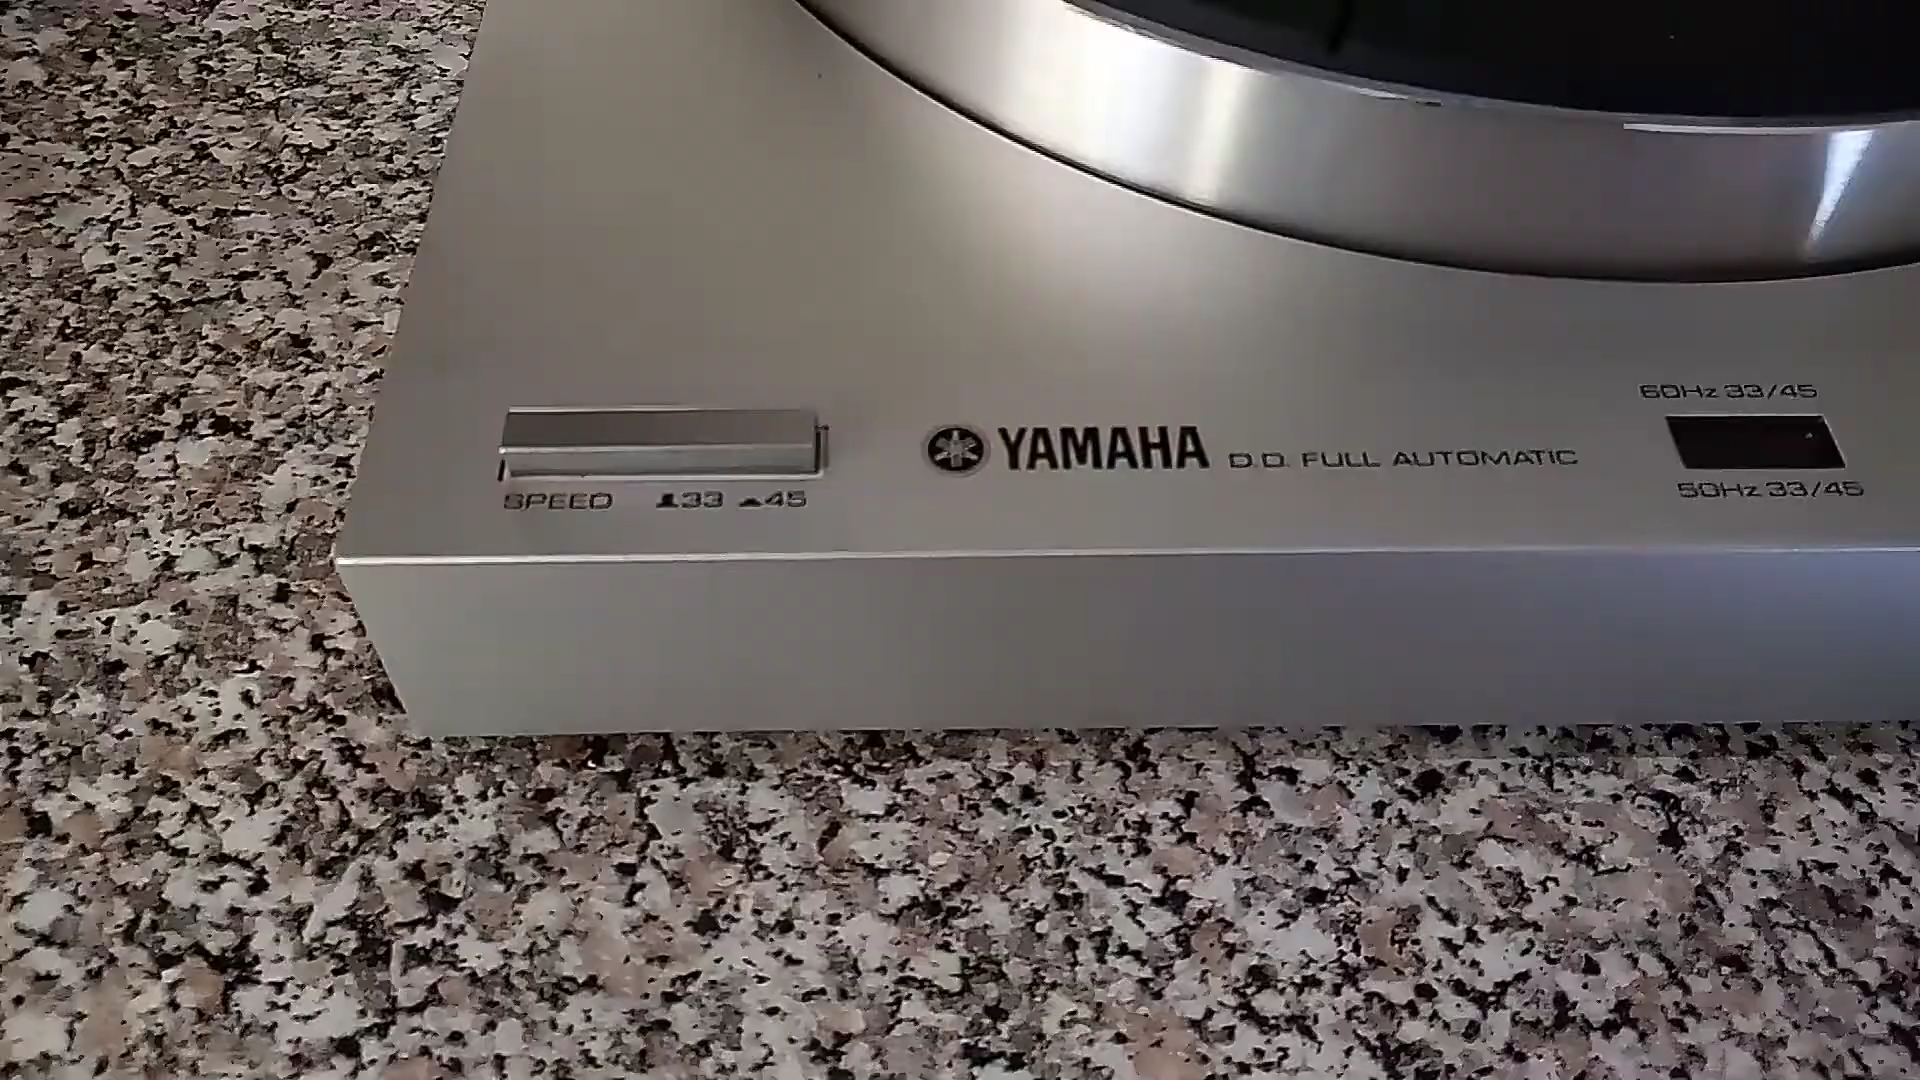 60Hz 33/45
YAMAHA D.D. FULL AUTOMATIC
SPEED 33 45
50Hz 33/45